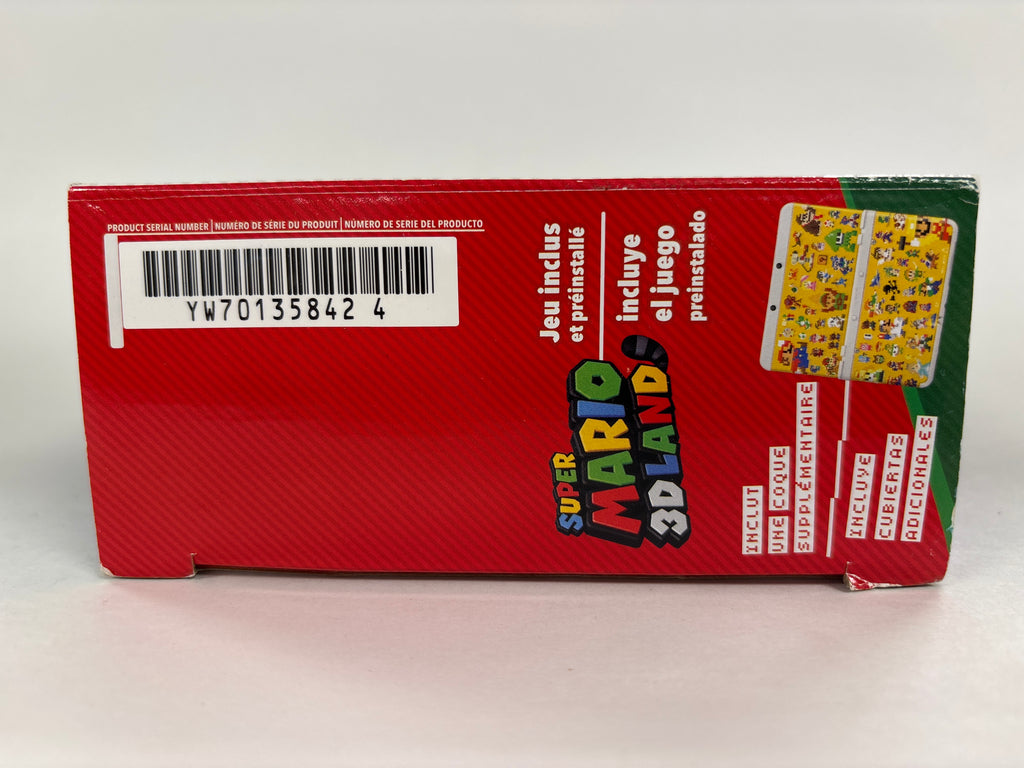 PRODUCT SERIAL NUMBER | NUMÉRO DE SÉRIE DU PRODUIT | NÚMERO DE SERIE DEL PRODUCTO
YW70135842 4
Jeu inclus
et préinstallé
incluye
el juego
preinstalado
SUPER
MARIO
3D LAND
INCLUT
UNE COQUE
SUPPLÉMENTAIRE
INCLUYE
CUBIERTAS
ADICIONALES